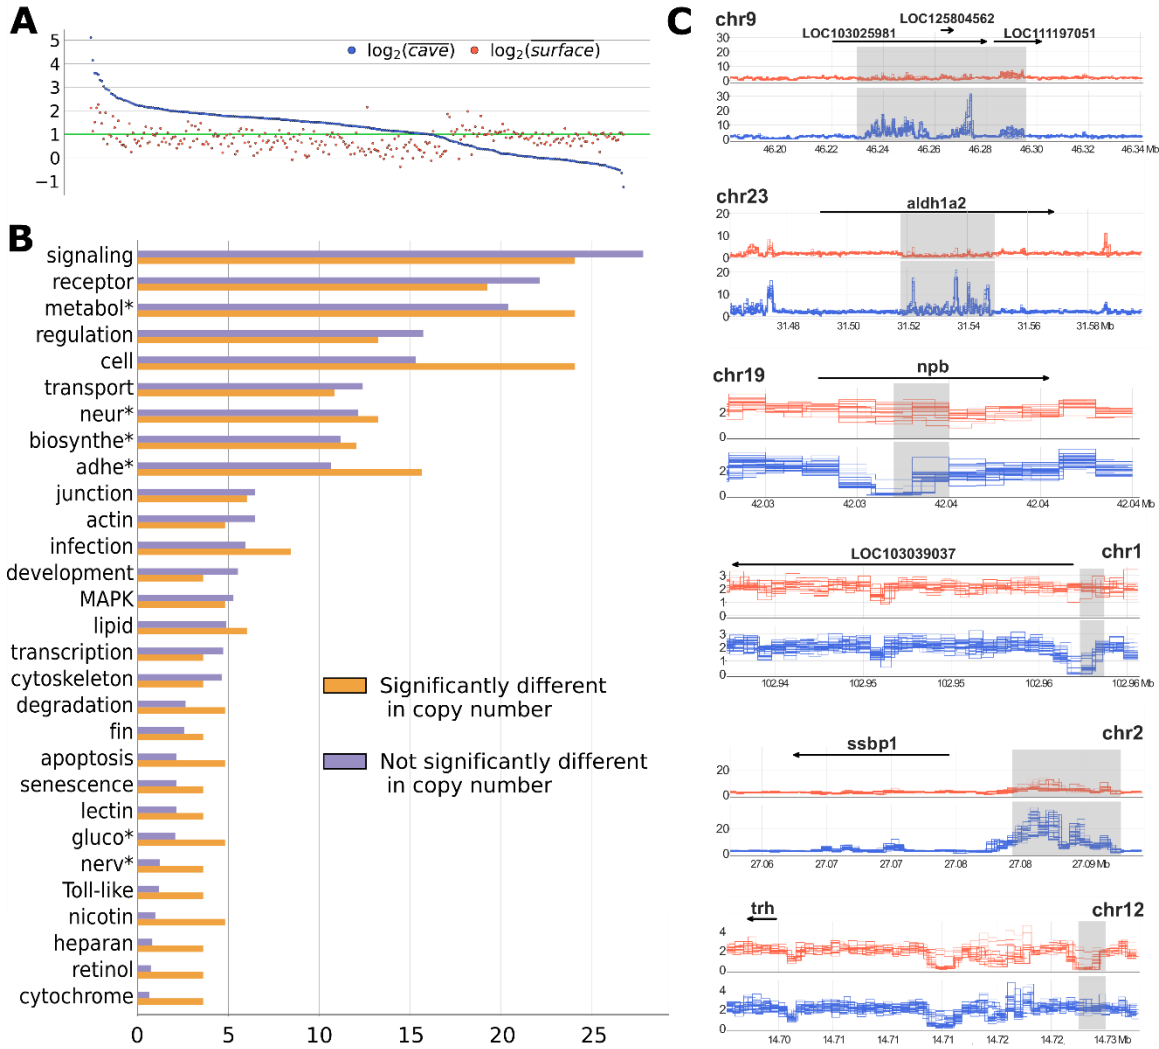 A
5
4
3
2
1
0
−1
log2(cave)
log2(surface)
B
signaling
receptor
metabol*
regulation
cell
transport
neur*
biosynthe*
adhe*
junction
actin
infection
development
MAPK
lipid
transcription
cytoskeleton
degradation
fin
apoptosis
senescence
lectin
gluco*
nerv*
Toll-like
nicotin
heparan
retinol
cytochrome
0 5 10 15 20 25
Significantly different
in copy number
Not significantly different
in copy number
C
chr9
LOC125804562
LOC103025981
LOC111197051
30
20
10
0
30
20
10
0
46.20 46.22 46.24 46.26 46.28 46.30 46.32 46.34 Mb
chr23
aldh1a2
20
10
0
20
10
0
31.48 31.50 31.52 31.54 31.56 31.58 Mb
chr19
npb
2
0
2
0
42.03 42.03 42.04 42.04 42.04 Mb
chr1
LOC103039037
3
2
1
0
3
2
1
0
102.94 102.95 102.95 102.96 102.96 Mb
chr2
ssbp1
20
0
20
0
27.06 27.07 27.07 27.08 27.08 27.09 Mb
chr12
trh
4
2
0
4
2
0
14.70 14.71 14.71 14.72 14.72 14.73 Mb